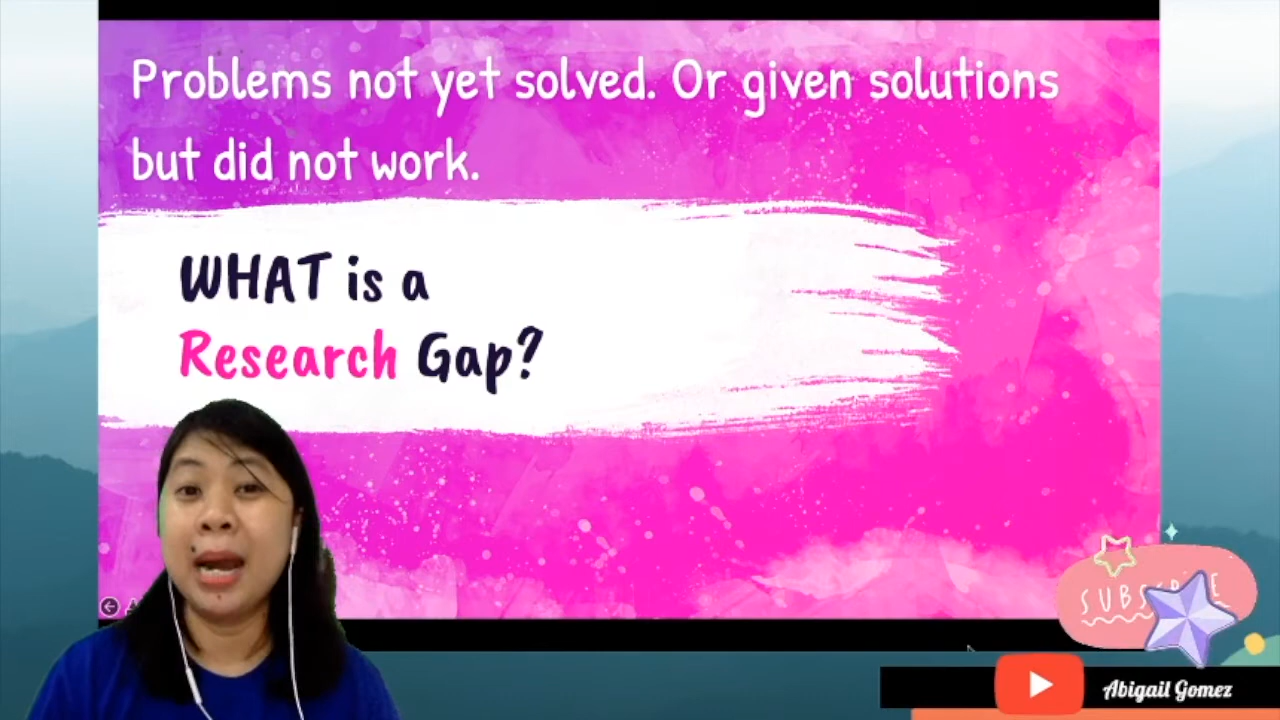 Problems not yet solved. Or given solutions
but did not work.
WHAT is a
Research Gap?
Abigail Gomez